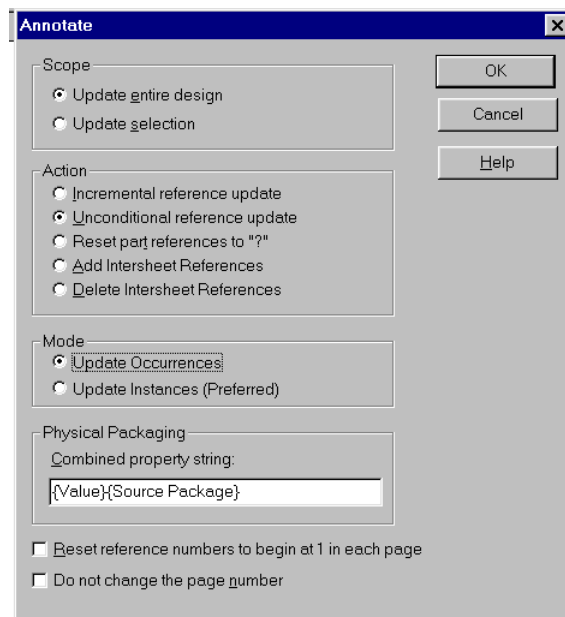 Annotate
Scope
Update entire design
Update selection
OK
Cancel
Help
Action
Incremental reference update
Unconditional reference update
Reset part references to "?"
Add Intersheet References
Delete Intersheet References
Mode
Update Occurrences
Update Instances (Preferred)
Physical Packaging
Combined property string:
{Value}{Source Package}
Reset reference numbers to begin at 1 in each page
Do not change the page number